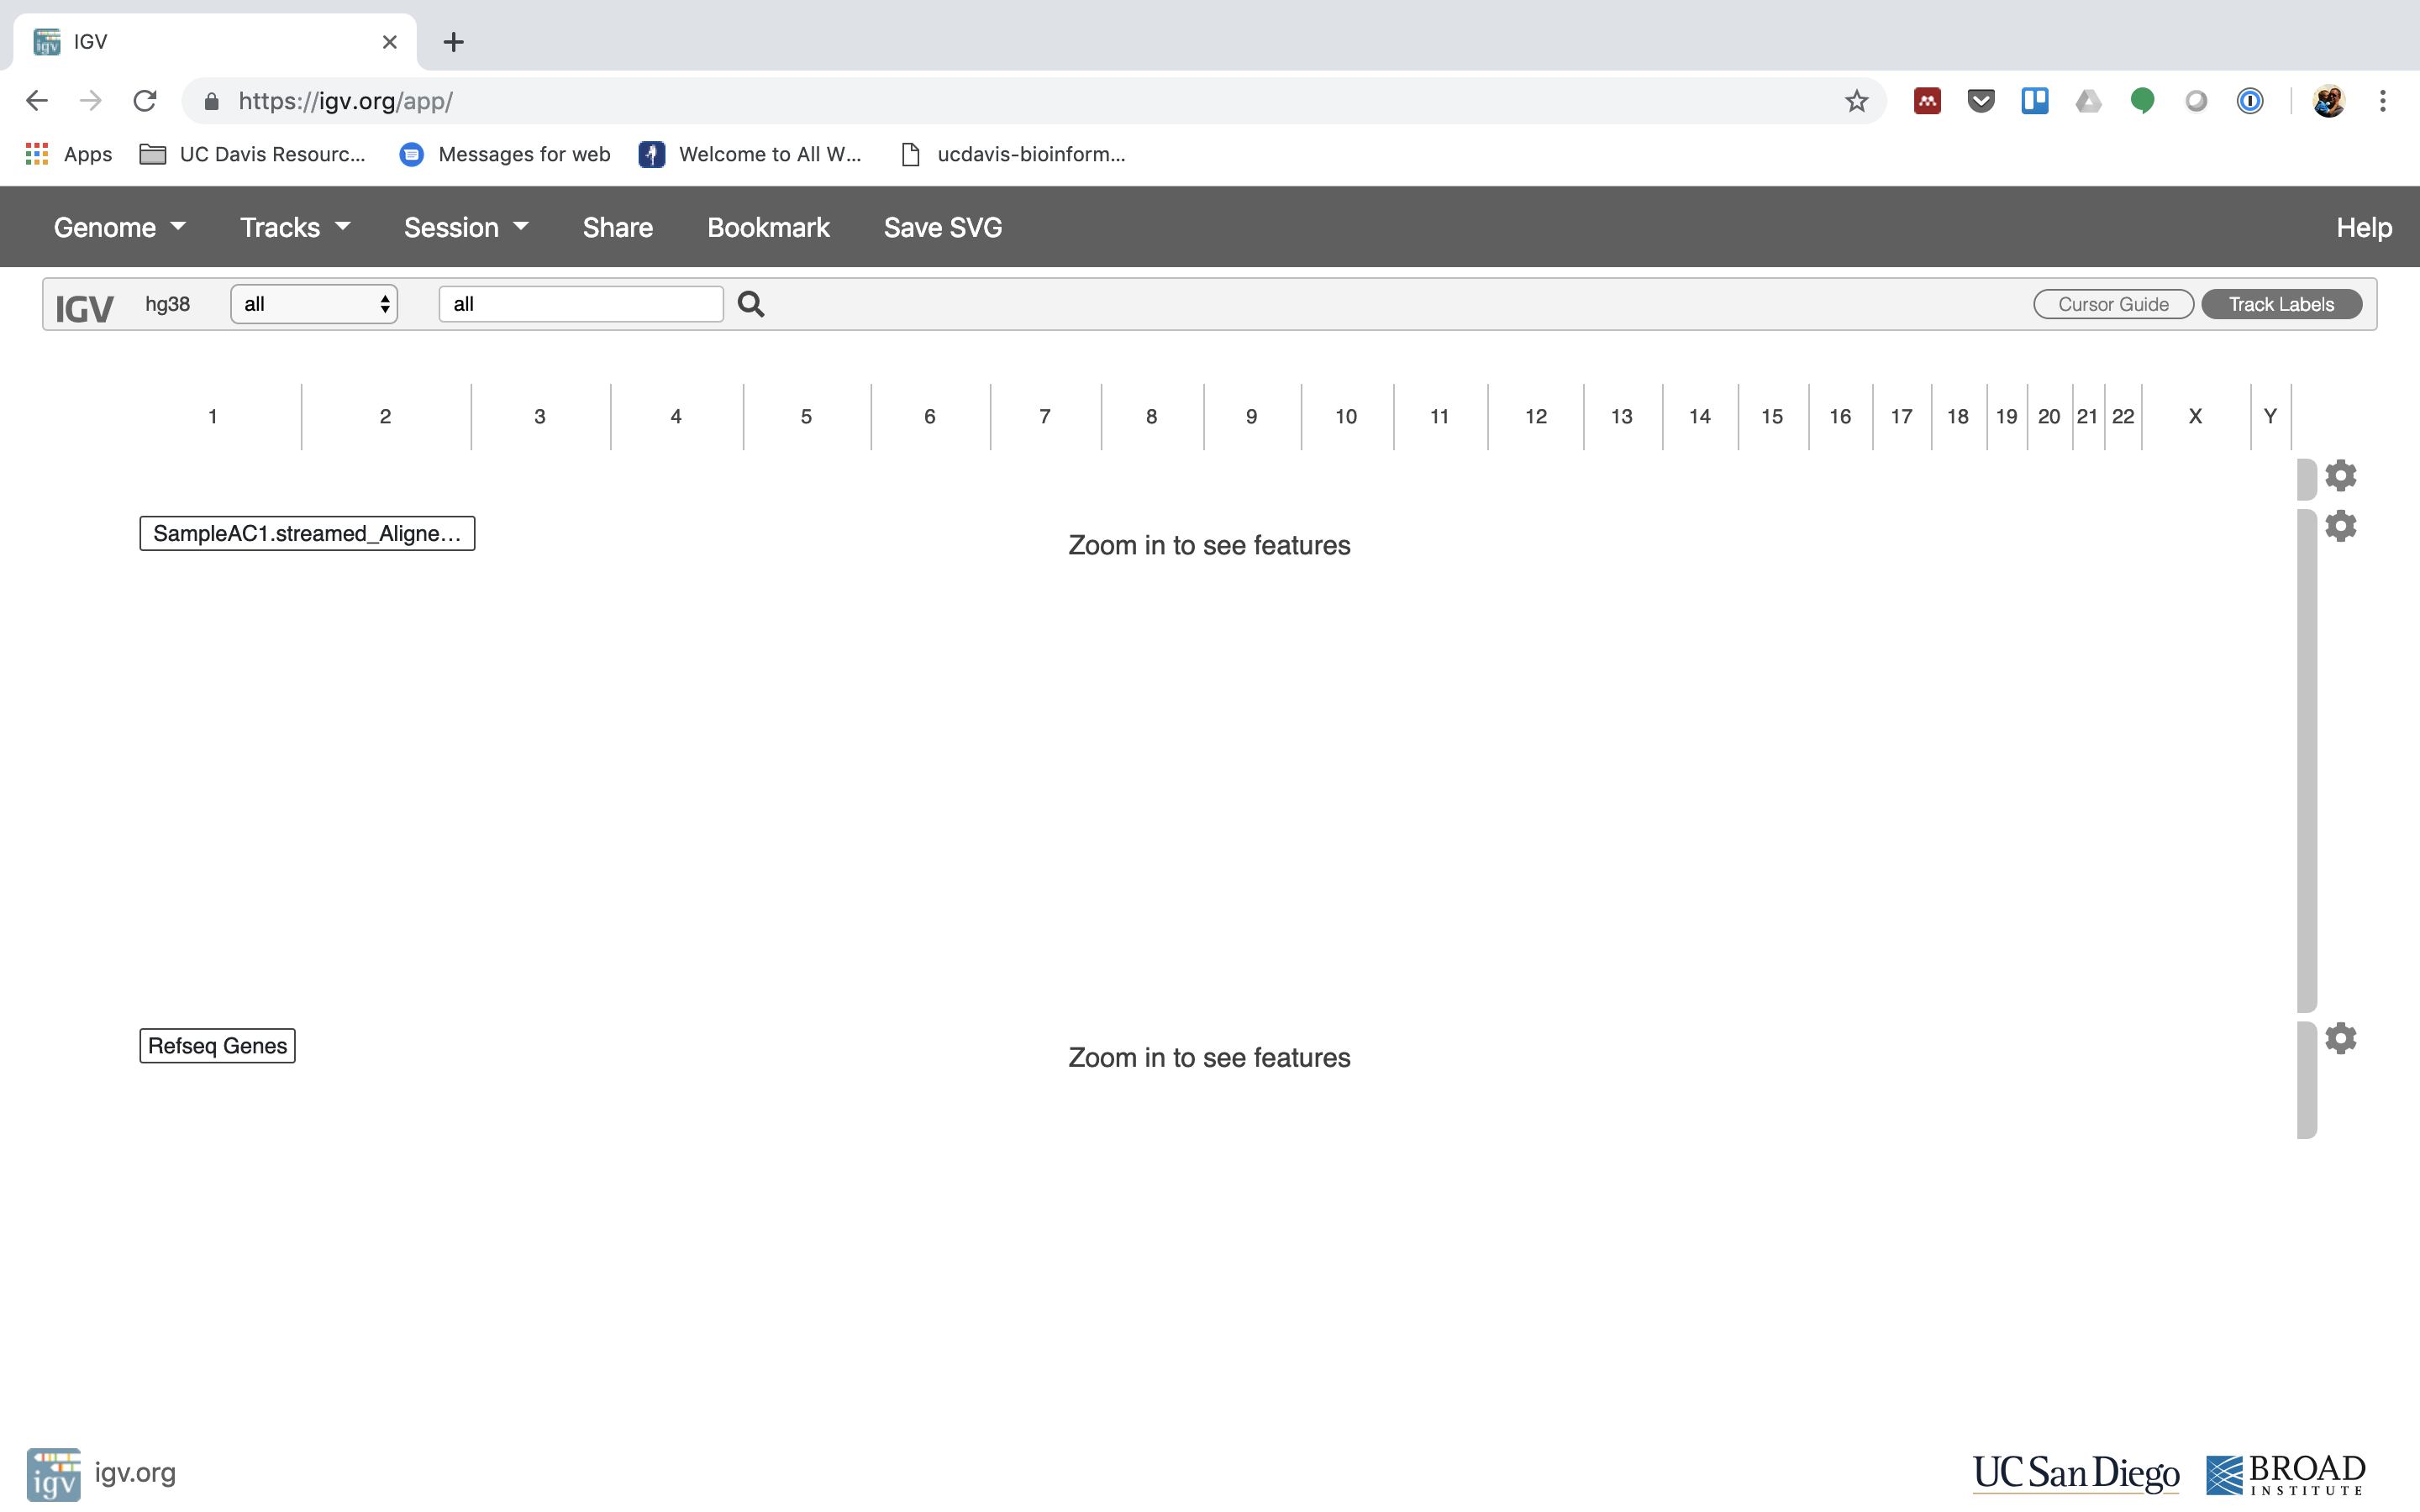 IGV
https://igv.org/app/
Apps UC Davis Resourc... Messages for web Welcome to All W... ucdavis-bioinform...
Genome Tracks Session Share Bookmark Save SVG Help
IGV hg38 all all Cursor Guide Track Labels
1 2 3 4 5 6 7 8 9 10 11 12 13 14 15 16 17 18 19 20 21 22 X Y
SampleAC1.streamed_Aligne... Zoom in to see features
Refseq Genes Zoom in to see features
igv igv.org UC San Diego BROAD
INSTITUTE